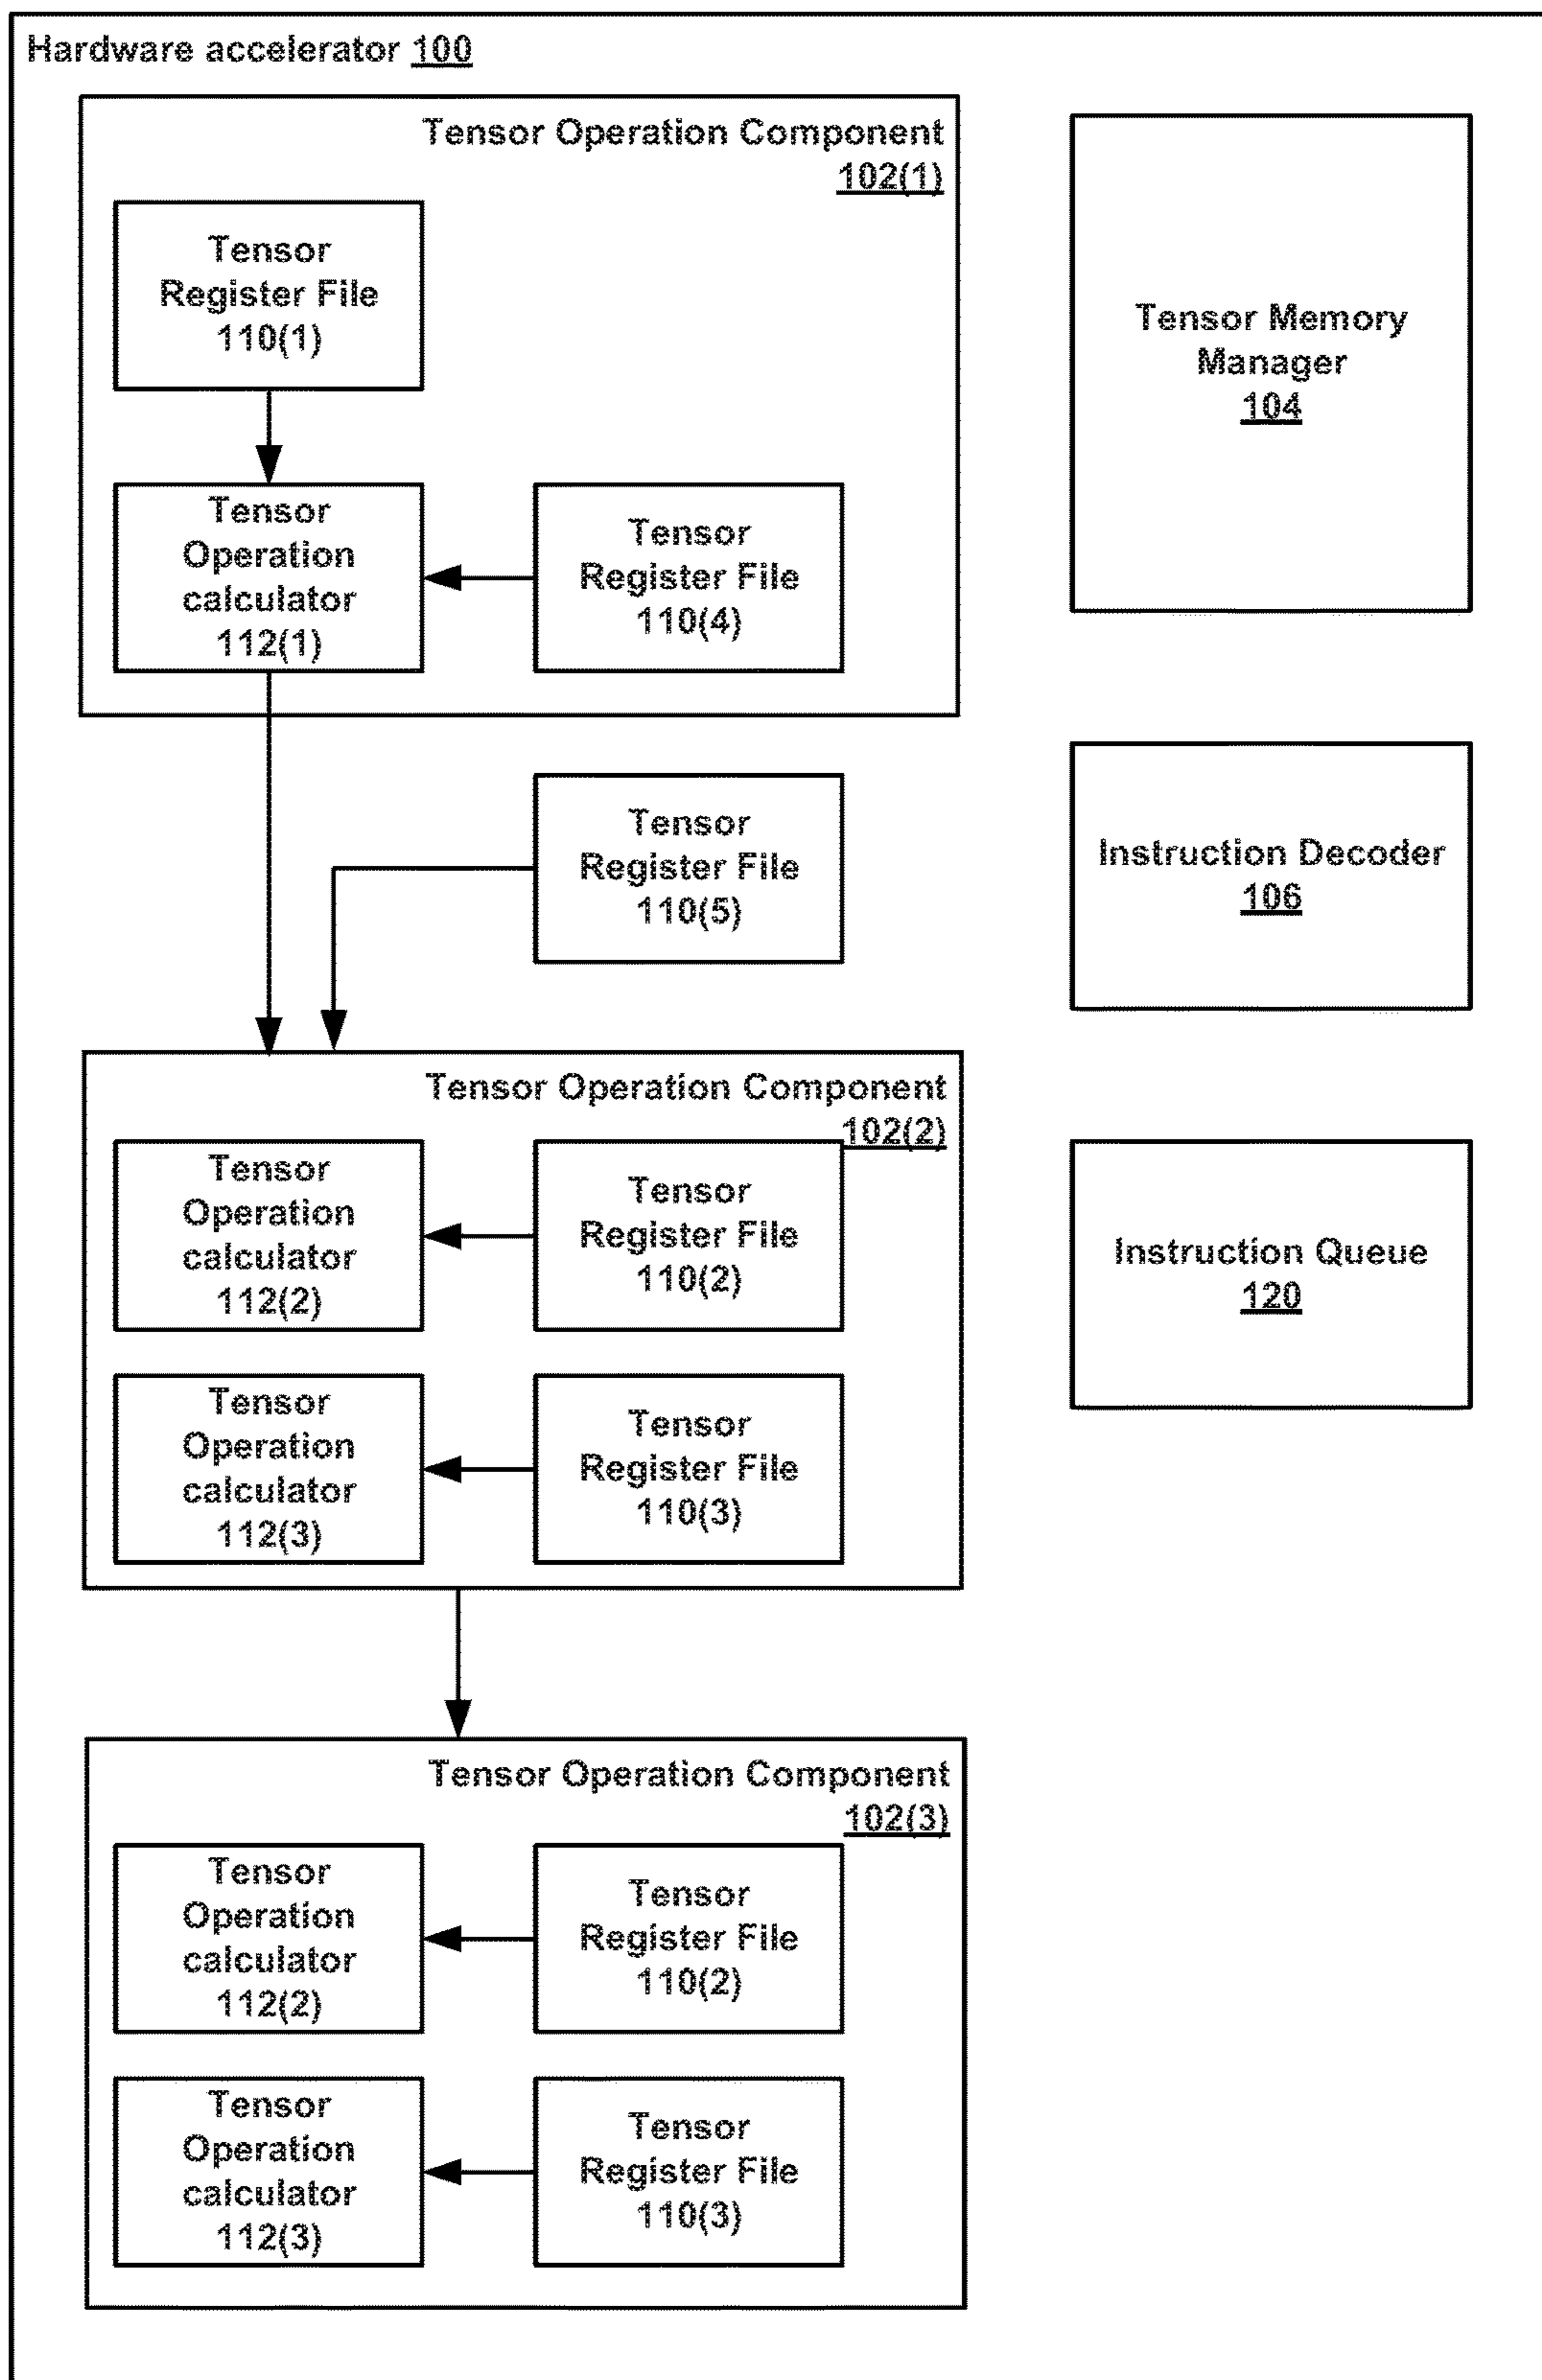 Hardware accelerator 100
Tensor Operation Component
102(1)
Tensor
Register File
110(1)
Tensor
Operation
calculator
112(1)
Tensor
Register File
110(4)
Tensor Memory
Manager
104
Tensor
Register File
110(5)
Instruction Decoder
106
Tensor Operation Component
102(2)
Tensor
Operation
calculator
112(2)
Tensor
Register File
110(2)
Tensor
Operation
calculator
112(3)
Tensor
Register File
110(3)
Instruction Queue
120
Tensor Operation Component
102(3)
Tensor
Operation
calculator
112(2)
Tensor
Register File
110(2)
Tensor
Operation
calculator
112(3)
Tensor
Register File
110(3)